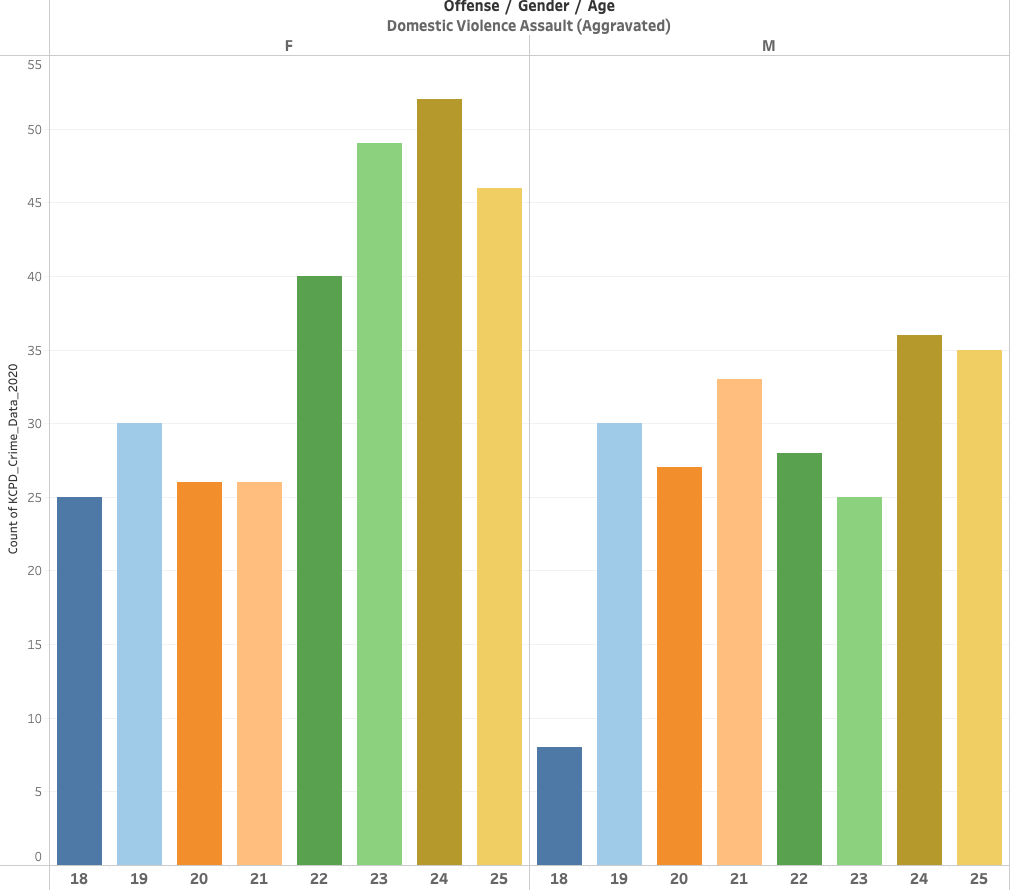 Offense / Gender / Age
Domestic Violence Assault (Aggravated)
F M
55
50
45
40
35
30
25
20
15
10
5
0
Count of KCPD_Crime_Data_2020
18 19 20 21 22 23 24 25 18 19 20 21 22 23 24 25